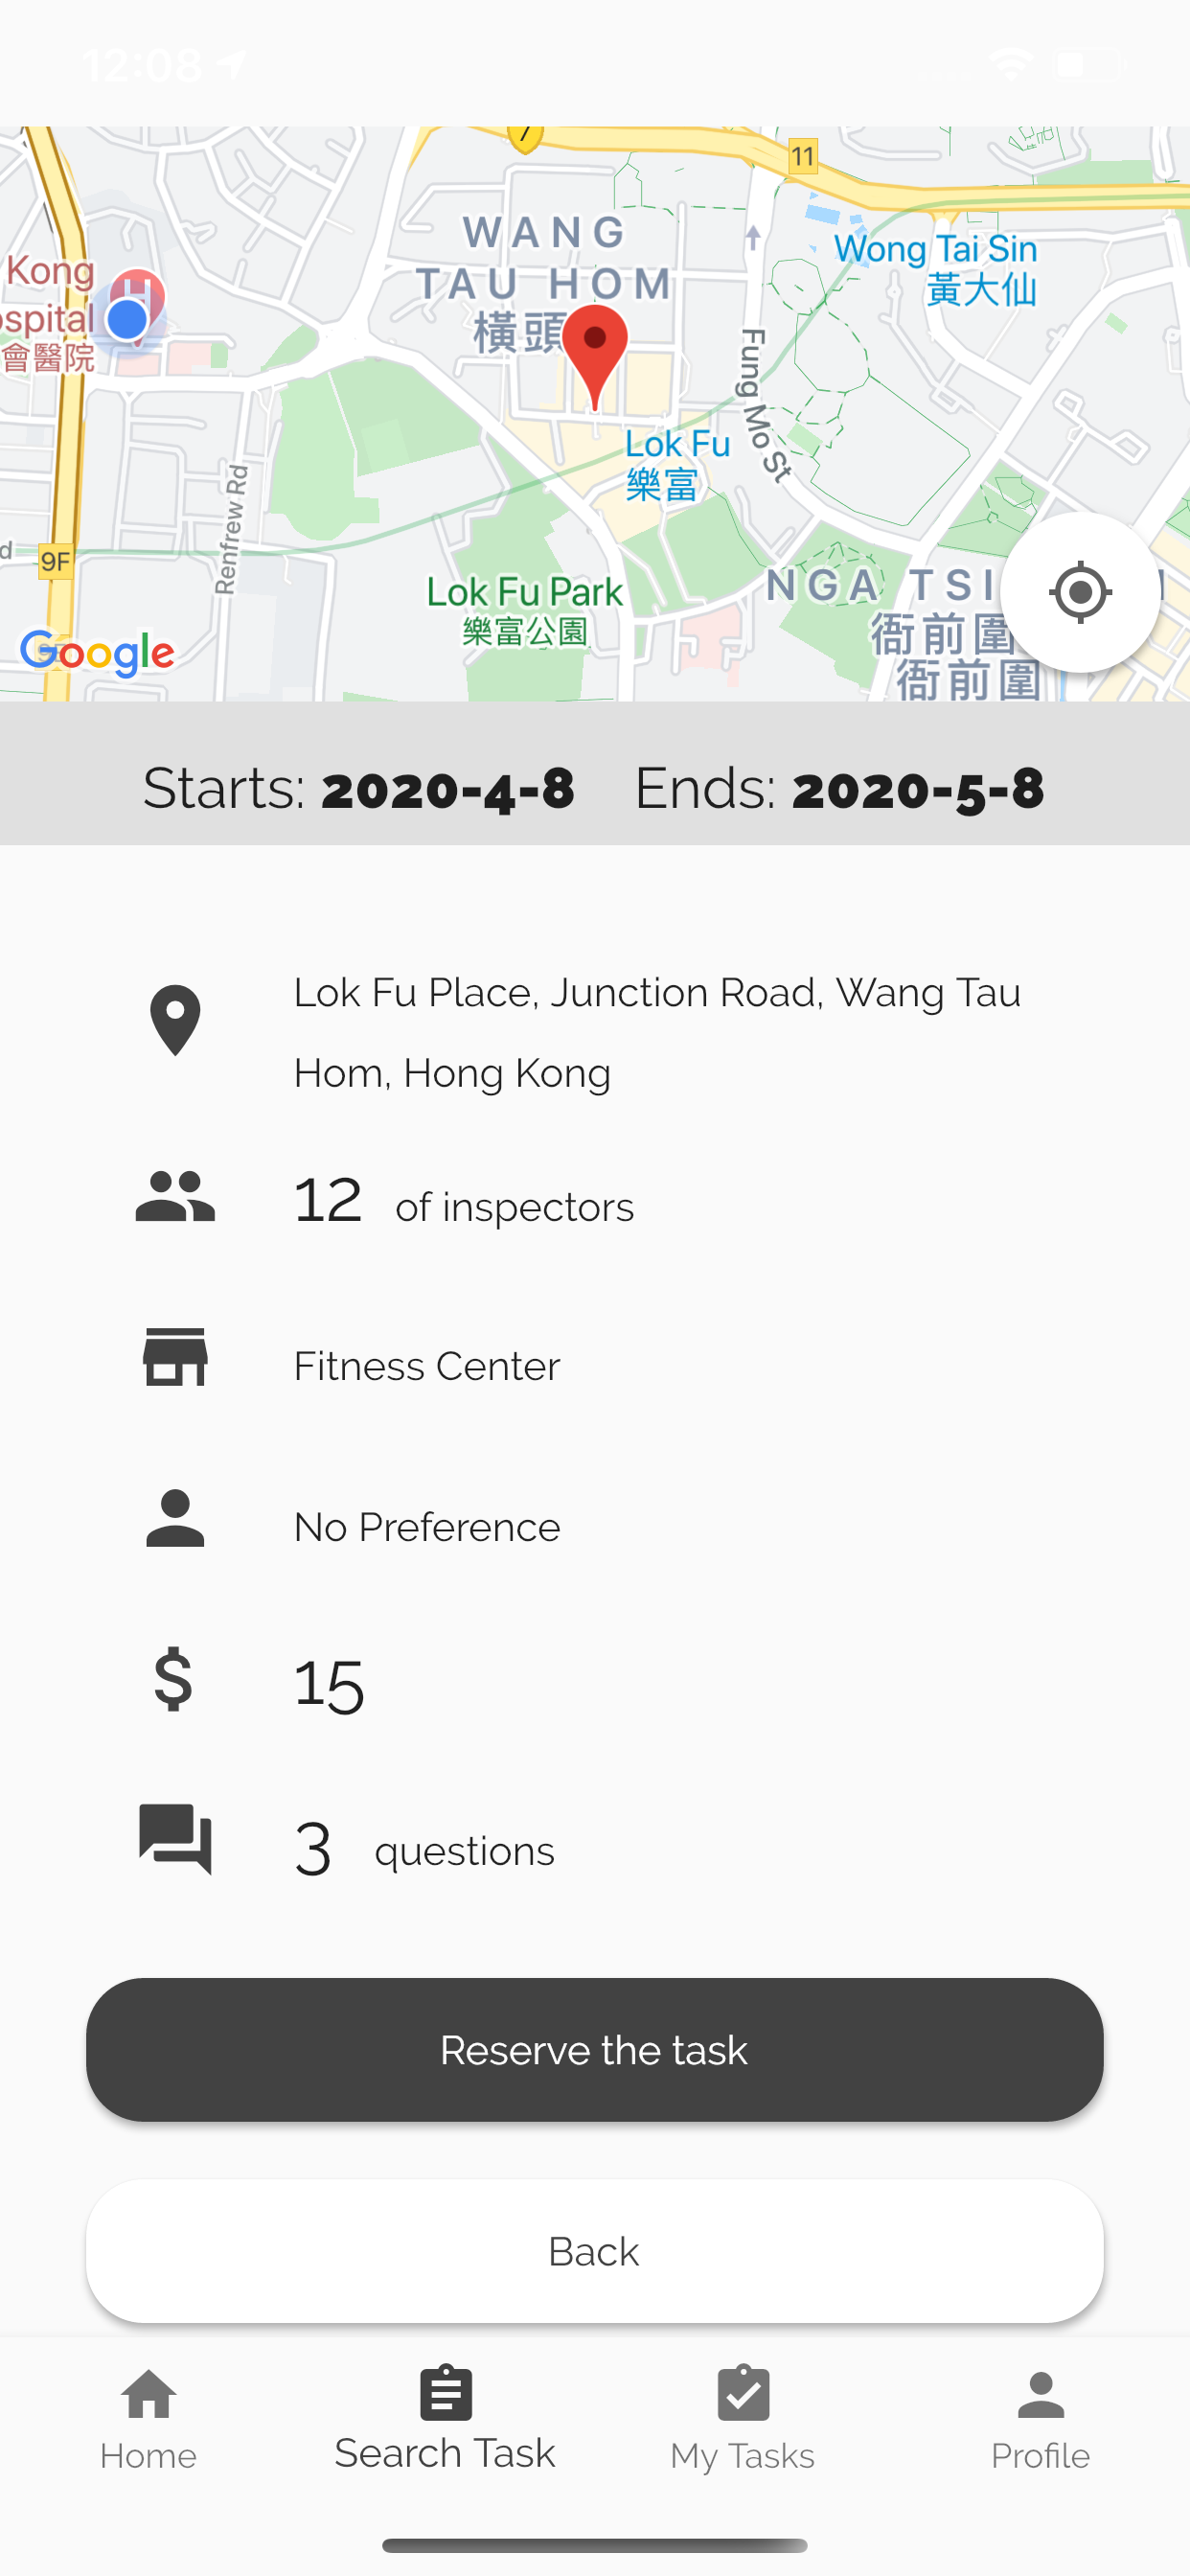 12:08
7
11
WANG
TAU HOM
橫頭
Wong Tai Sin
黃大仙
Kong
spital
會醫院
H
Fung Mo St
Lok Fu
樂富
Renfrew Rd
d
9F
Lok Fu Park
樂富公園
NGA TSI
衙前圍
衙前圍
Google
Starts: 2020-4-8 Ends: 2020-5-8
Lok Fu Place, Junction Road, Wang Tau
Hom, Hong Kong
12 of inspectors
Fitness Center
No Preference
$ 15
3 questions
Reserve the task
Back
Home
Search Task
My Tasks
Profile